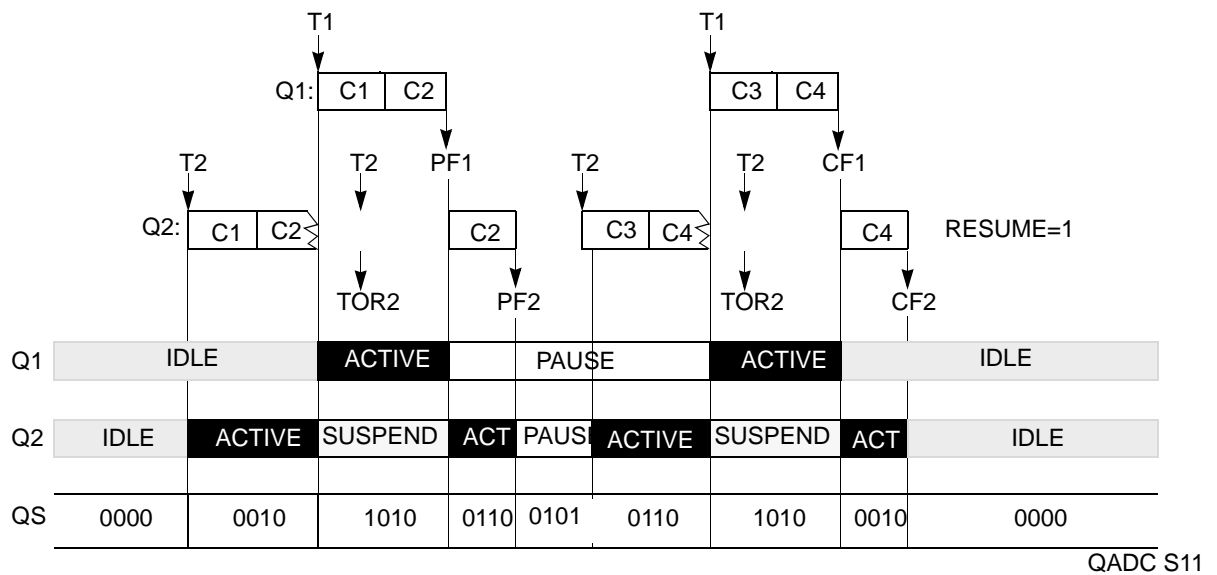 T1 T1
Q1: C1 C2 C3 C4
T2 T2 PF1 T2 T2 CF1
Q2: C1 C2 C2 C3 C4 C4 RESUME=1
TOR2 PF2 TOR2 CF2
Q1 IDLE ACTIVE PAUSE ACTIVE IDLE
Q2 IDLE ACTIVE SUSPEND ACT PAUSE ACTIVE SUSPEND ACT IDLE
QS 0000 0010 1010 0110 0101 0110 1010 0010 0000
QADC S11